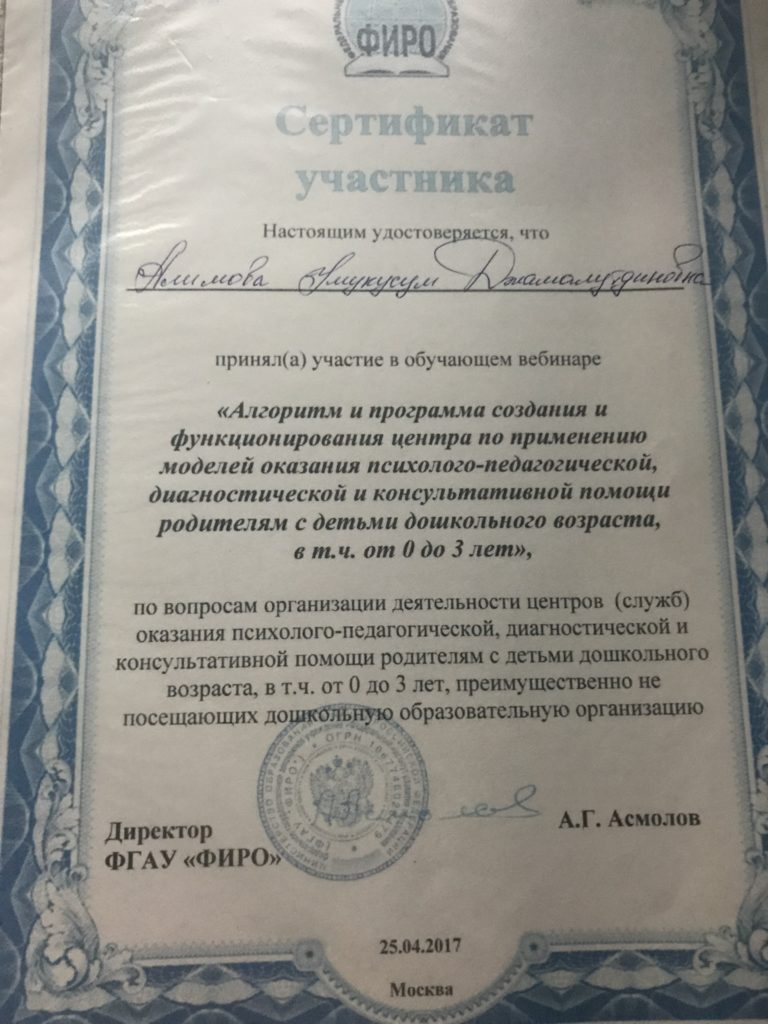 ФИРО
Сертификат
участника
Настоящим удостоверяется, что
Алимова Умукусум Джамалутдиновна
принял(а) участие в обучающем вебинаре
«Алгоритм и программа создания и
функционирования центра по применению
моделей оказания психолого-педагогической,
диагностической и консультативной помощи
родителям с детьми дошкольного возраста,
в т.ч. от 0 до 3 лет»,
по вопросам организации деятельности центров (служб)
оказания психолого-педагогической, диагностической и
консультативной помощи родителям с детьми дошкольного
возраста, в т.ч. от 0 до 3 лет, преимущественно не
посещающих дошкольную образовательную организацию
Директор
ФГАУ «ФИРО»
А.Г. Асмолов
25.04.2017
Москва